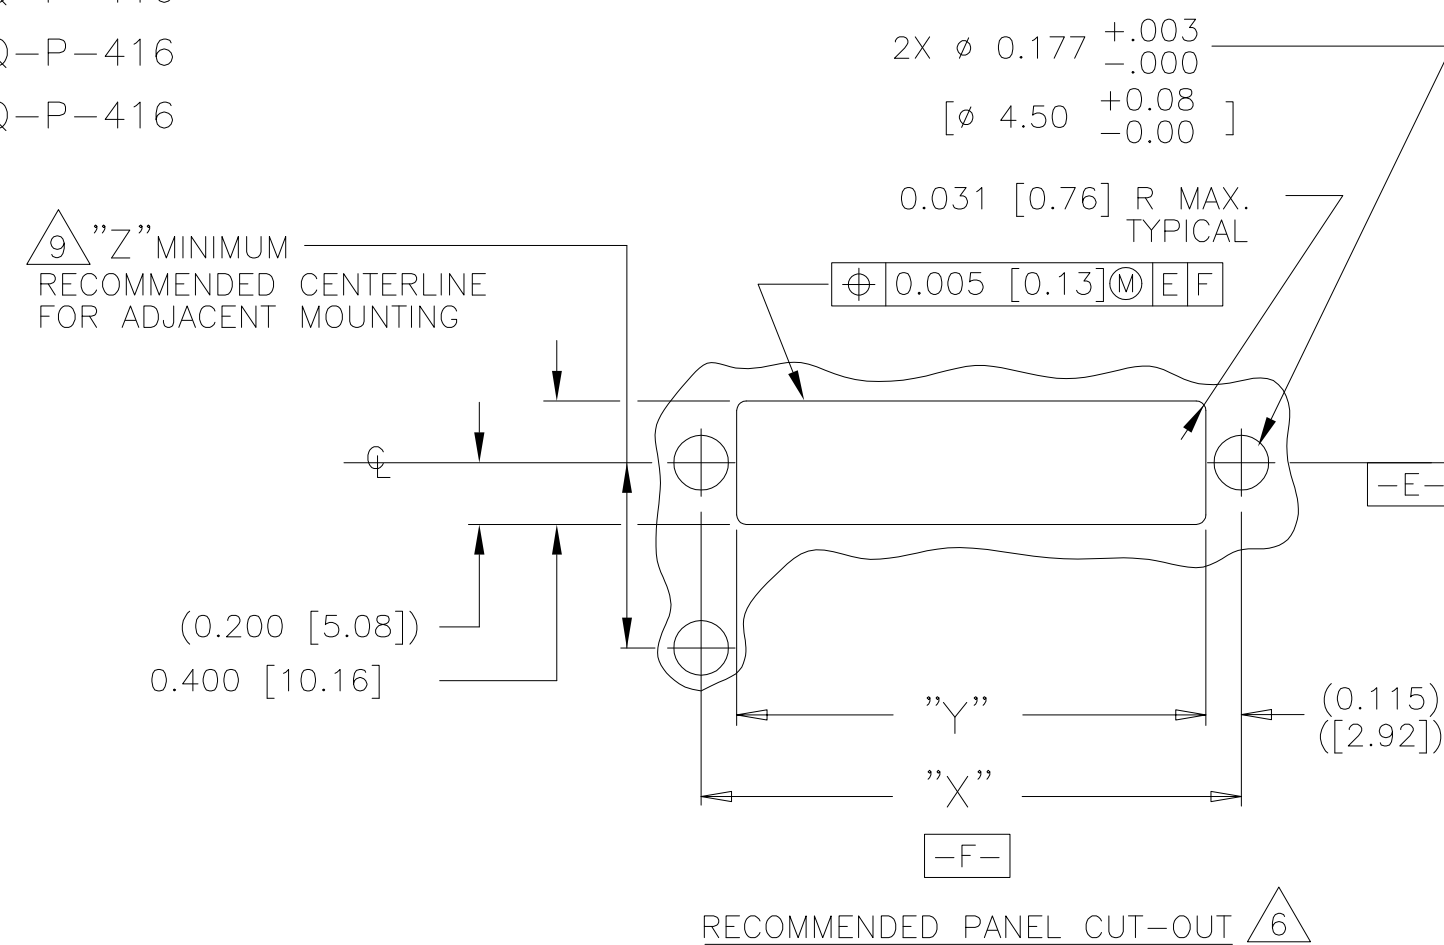 Q-P-416
Q-P-416
2X ø 0.177 +.003 -.000
[ø 4.50 +0.08 -0.00 ]
0.031 [0.76] R MAX.
TYPICAL
⌖ 0.005 [0.13]Ⓜ E F
9 "Z" MINIMUM
RECOMMENDED CENTERLINE
FOR ADJACENT MOUNTING
℄
-E-
(0.200 [5.08])
0.400 [10.16]
"Y"
(0.115)
([2.92])
"X"
-F-
RECOMMENDED PANEL CUT-OUT 6